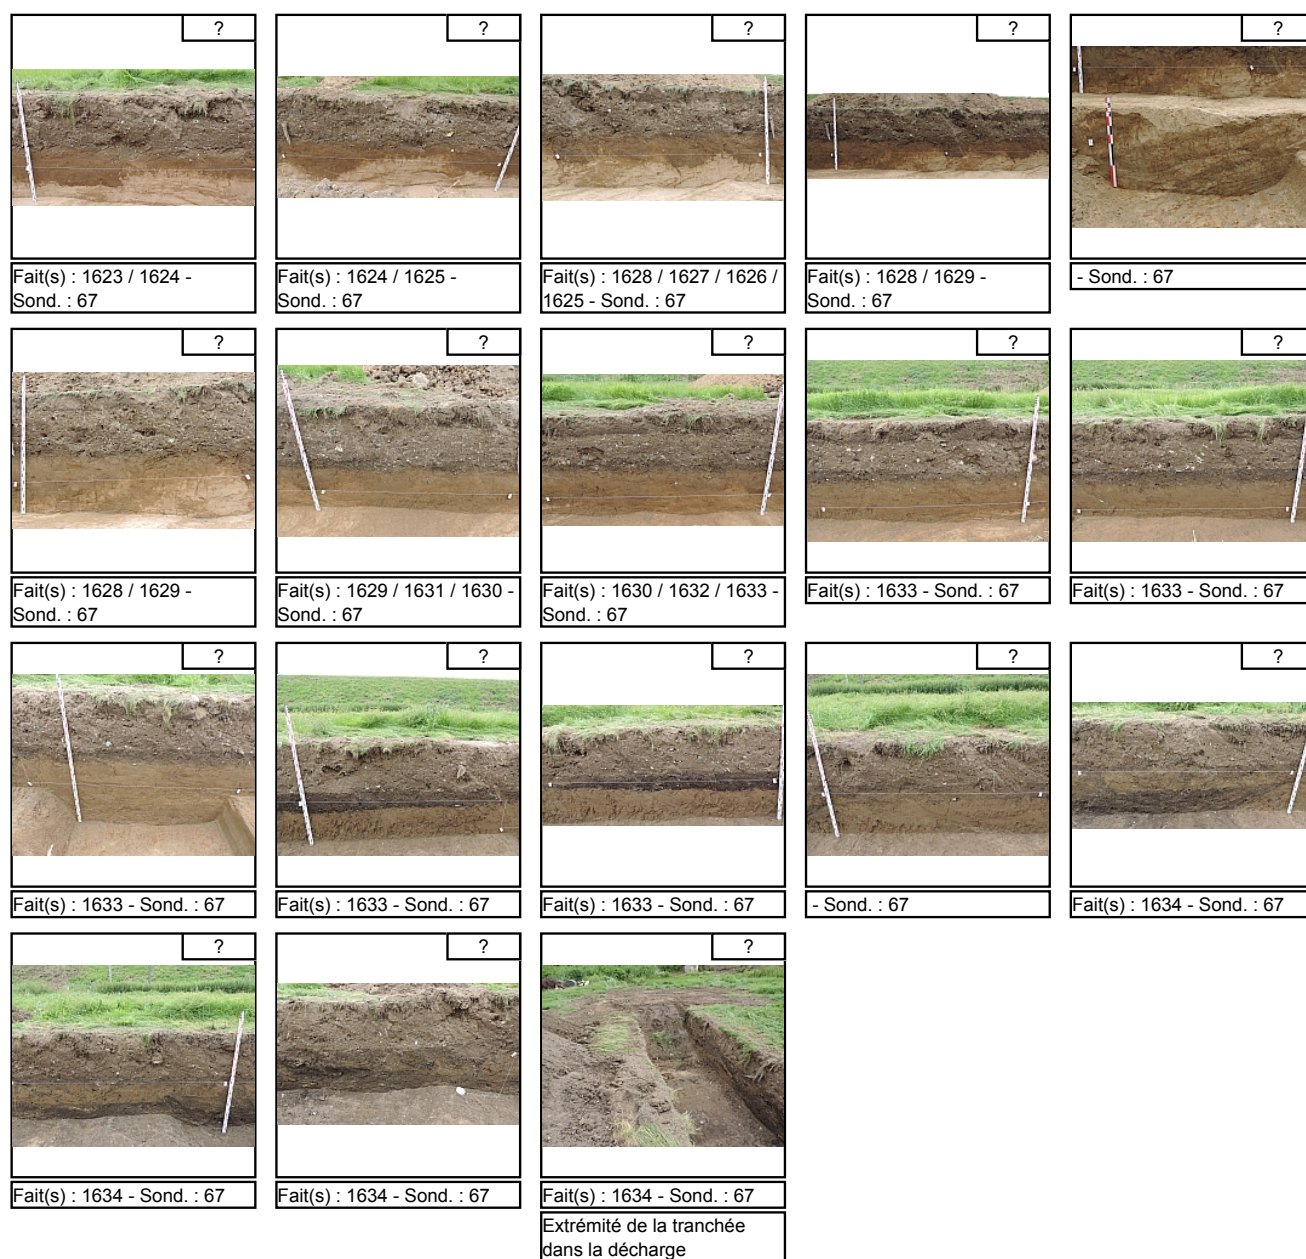 ?
?
?
?
?
Fait(s) : 1623 / 1624 -
Sond. : 67
Fait(s) : 1624 / 1625 -
Sond. : 67
Fait(s) : 1628 / 1627 / 1626 /
1625 - Sond. : 67
Fait(s) : 1628 / 1629 -
Sond. : 67
- Sond. : 67
?
?
?
?
?
Fait(s) : 1628 / 1629 -
Sond. : 67
Fait(s) : 1629 / 1631 / 1630 -
Sond. : 67
Fait(s) : 1630 / 1632 / 1633 -
Sond. : 67
Fait(s) : 1633 - Sond. : 67
Fait(s) : 1633 - Sond. : 67
?
?
?
?
?
Fait(s) : 1633 - Sond. : 67
Fait(s) : 1633 - Sond. : 67
Fait(s) : 1633 - Sond. : 67
- Sond. : 67
Fait(s) : 1634 - Sond. : 67
?
?
?
Fait(s) : 1634 - Sond. : 67
Fait(s) : 1634 - Sond. : 67
Fait(s) : 1634 - Sond. : 67
Extrémité de la tranchée
dans la décharge